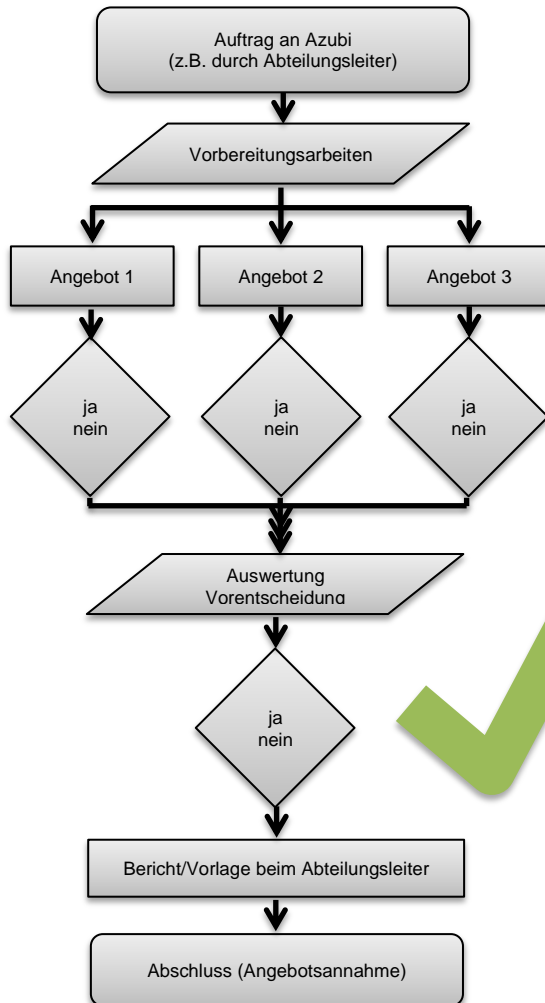 Auftrag an Azubi
(z.B. durch Abteilungsleiter)
Vorbereitungsarbeiten
Angebot 1
Angebot 2
Angebot 3
ja
nein
ja
nein
ja
nein
Auswertung
Vorentscheidung
ja
nein
Bericht/Vorlage beim Abteilungsleiter
Abschluss (Angebotsannahme)